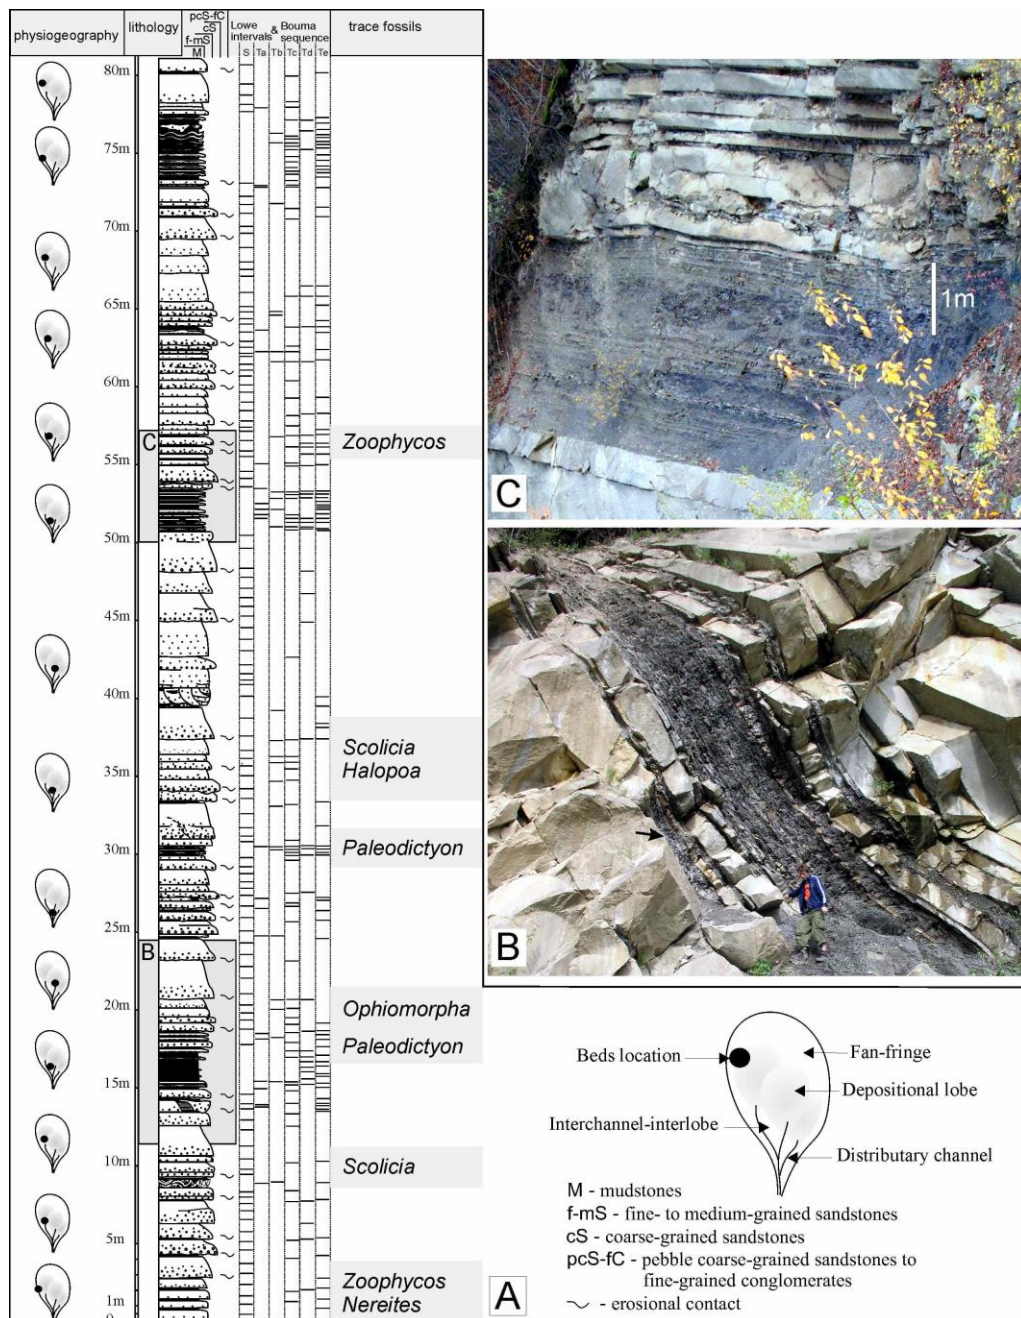 physiogeography
lithology
pcS-fC
cS
f-mS
M
Lowe & Bouma
intervals sequence
S Ta Tb Tc Td Te
trace fossils
80m
75m
70m
65m
60m
C
Zoophycos
55m
50m
45m
40m
Scolicia
Halopoa
35m
Paleodictyon
30m
25m
B
20m
Ophiomorpha
Paleodictyon
15m
10m
Scolicia
5m
Zoophycos
1m
Nereites
0
1m
C
B
Beds location
Fan-fringe
Depositional lobe
Interchannel-interlobe
Distributary channel
M - mudstones
f-mS - fine- to medium-grained sandstones
cS - coarse-grained sandstones
pcS-fC - pebble coarse-grained sandstones to
fine-grained conglomerates
~ - erosional contact
A